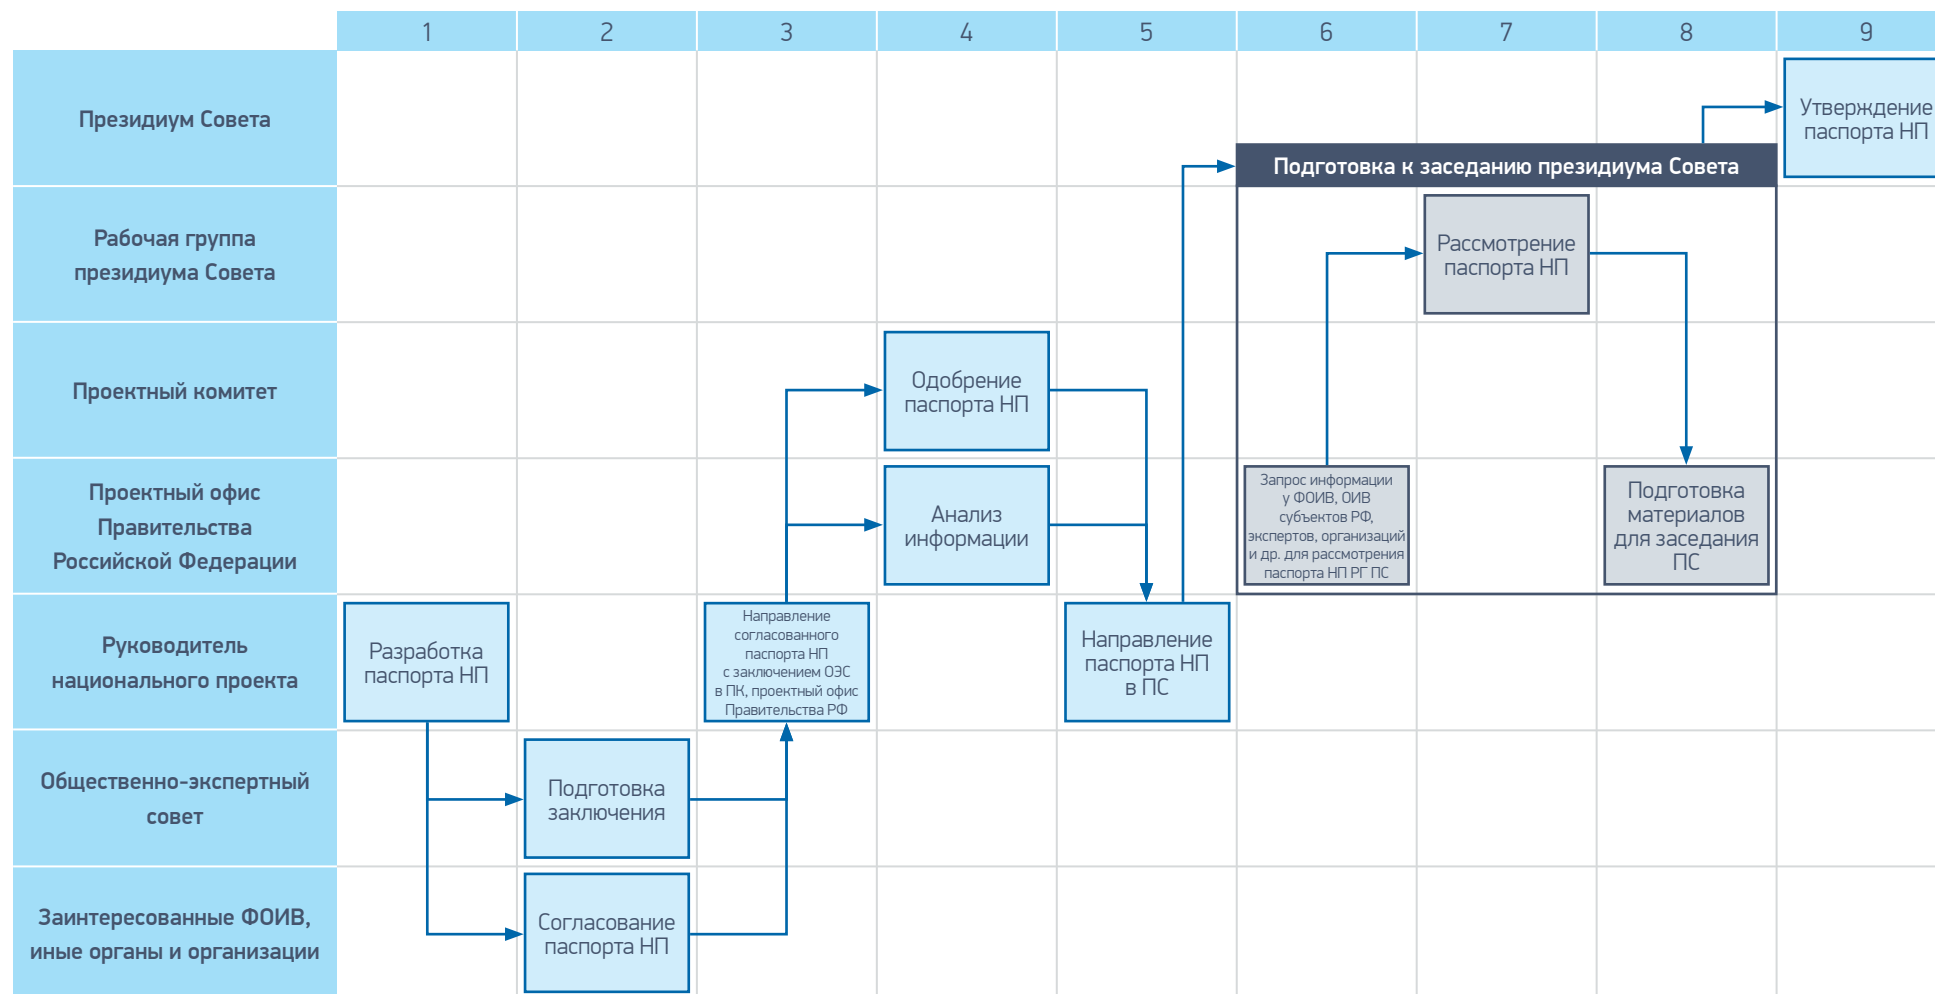 1 2 3 4 5 6 7 8 9
Президиум Совета
Утверждение
паспорта НП
Подготовка к заседанию президиума Совета
Рабочая группа
президиума Совета
Рассмотрение
паспорта НП
Проектный комитет
Одобрение
паспорта НП
Проектный офис
Правительства
Российской Федерации
Анализ
информации
Запрос информации
у ФОИВ, ОИВ
субъектов РФ,
экспертов, организаций
и др. для рассмотрения
паспорта НП РГ ПС
Подготовка
материалов
для заседания
ПС
Руководитель
национального проекта
Разработка
паспорта НП
Направление
согласованного
паспорта НП
с заключением ОЭС
в ПК, проектный офис
Правительства РФ
Направление
паспорта НП
в ПС
Общественно-экспертный
совет
Подготовка
заключения
Заинтересованные ФОИВ,
иные органы и организации
Согласование
паспорта НП